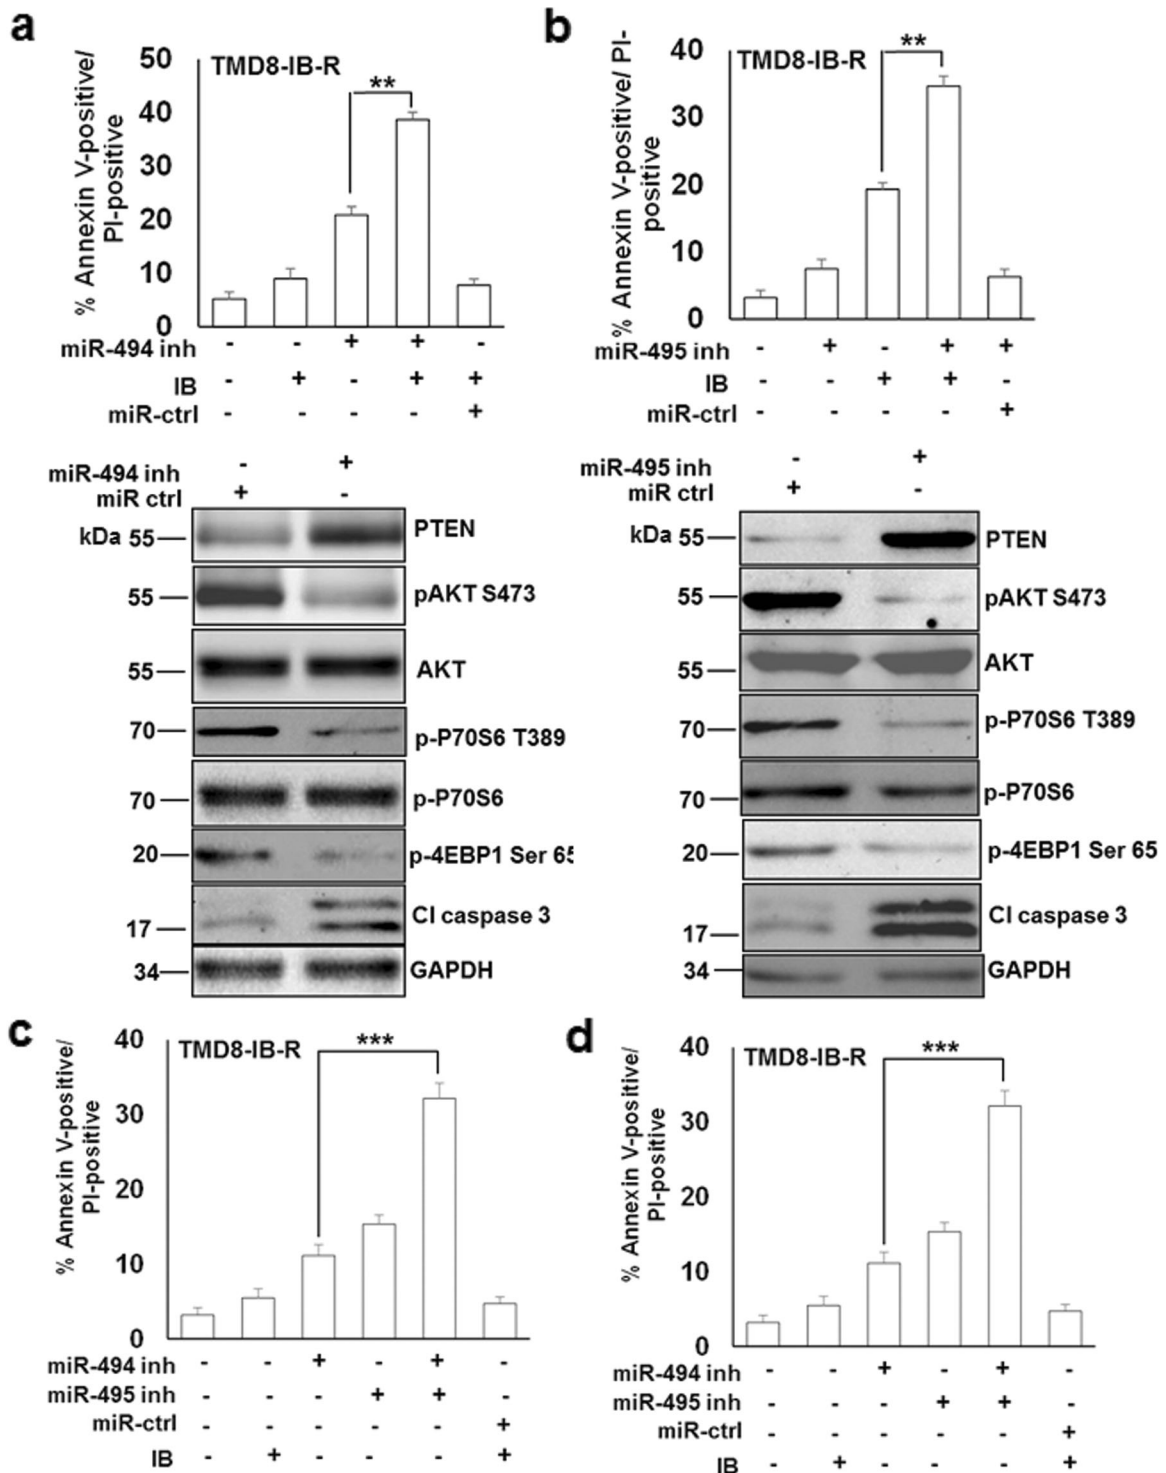 a
% Annexin V-positive/
PI-positive
50
40
30
20
10
0
TMD8-IB-R
**
miR-494 inh - - + + -
IB - + - + +
miR-ctrl - - - - +
miR-494 inh - +
miR ctrl + -
kDa 55 PTEN
55 pAKT S473
55 AKT
70 p-P70S6 T389
70 p-P70S6
20 p-4EBP1 Ser 65
17 Cl caspase 3
34 GAPDH
b
% Annexin V-positive/ PI-
positive
40
30
20
10
0
TMD8-IB-R
**
miR-495 inh - + - + +
IB - - + + -
miR-ctrl - - - - +
miR-495 inh - +
miR ctrl + -
kDa 55 PTEN
55 pAKT S473
55 AKT
70 p-P70S6 T389
70 p-P70S6
20 p-4EBP1 Ser 65
17 Cl caspase 3
34 GAPDH
c
% Annexin V-positive/
PI-positive
40
30
20
10
0
TMD8-IB-R
***
miR-494 inh - - + - + -
miR-495 inh - - - + + -
miR-ctrl - - - - - +
IB - + - - - +
d
% Annexin V-positive/
PI-positive
40
30
20
10
0
TMD8-IB-R
***
miR-494 inh - - + - + -
miR-495 inh - - - + + -
miR-ctrl - - - - - +
IB - + - - - +